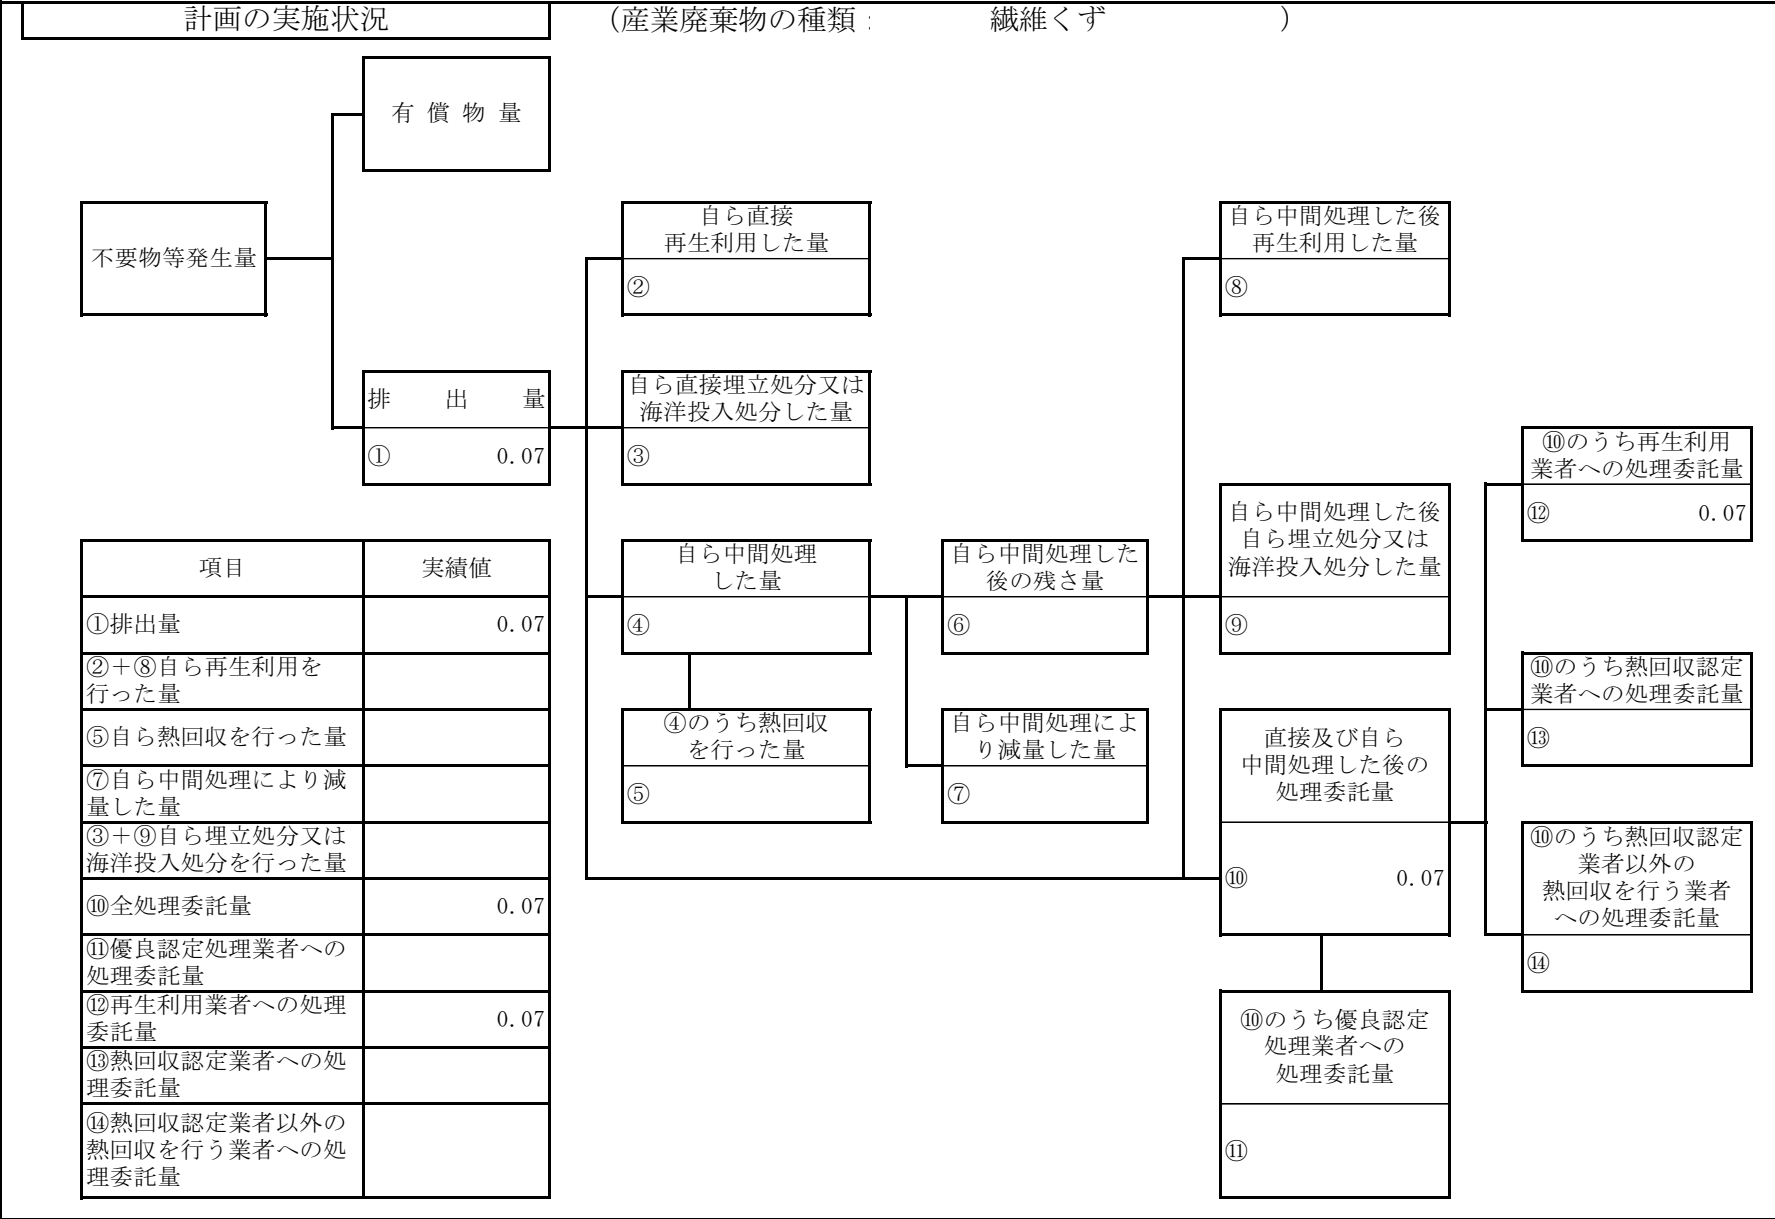 計画の実施状況
（産業廃棄物の種類： 繊維くず ）
有 償 物 量
不要物等発生量
自ら直接
再生利用した量
②
自ら中間処理した後
再生利用した量
⑧
排 出 量
① 0.07
自ら直接埋立処分又は
海洋投入処分した量
③
⑩のうち再生利用
業者への処理委託量
⑫ 0.07
自ら中間処理
した量
④
自ら中間処理した
後の残さ量
⑥
自ら中間処理した後
自ら埋立処分又は
海洋投入処分した量
⑨
⑩のうち熱回収認定
業者への処理委託量
⑬
④のうち熱回収
を行った量
⑤
自ら中間処理によ
り減量した量
⑦
直接及び自ら
中間処理した後の
処理委託量
⑩ 0.07
⑩のうち熱回収認定
業者以外の
熱回収を行う業者
への処理委託量
⑭
⑩のうち優良認定
処理業者への
処理委託量
⑪
項目 実績値
①排出量 0.07
②＋⑧自ら再生利用を
行った量
⑤自ら熱回収を行った量
⑦自ら中間処理により減
量した量
③＋⑨自ら埋立処分又は
海洋投入処分を行った量
⑩全処理委託量 0.07
⑪優良認定処理業者への
処理委託量
⑫再生利用業者への処理
委託量 0.07
⑬熱回収認定業者への処
理委託量
⑭熱回収認定業者以外の
熱回収を行う業者への処
理委託量